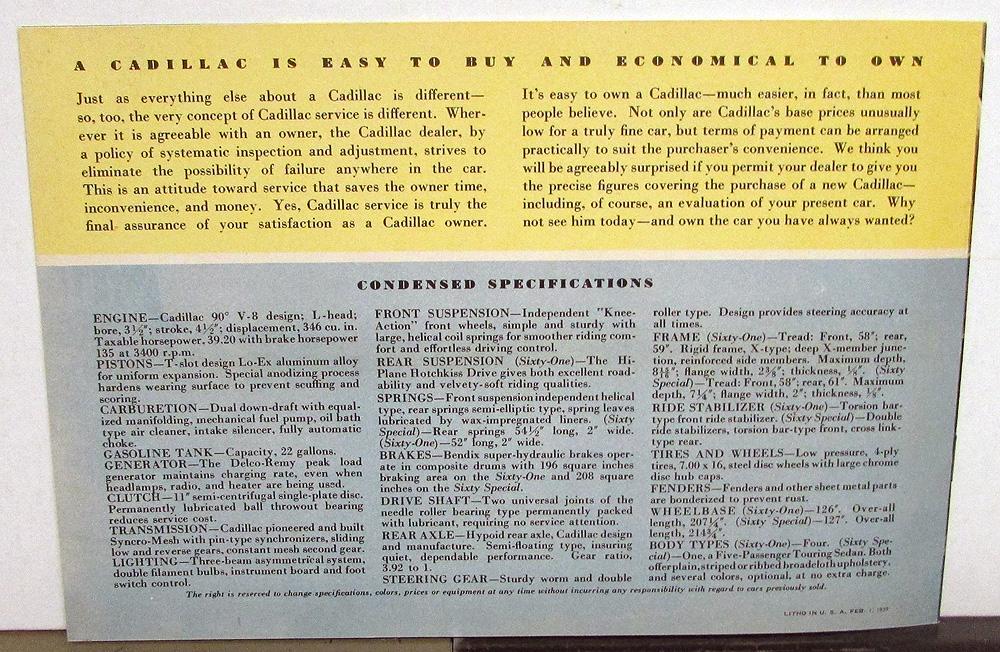 A CADILLAC IS EASY TO BUY AND ECONOMICAL TO OWN
Just as everything else about a Cadillac is different—
so, too, the very concept of Cadillac service is different. Wher-
ever it is agreeable with an owner, the Cadillac dealer, by
a policy of systematic inspection and adjustment, strives to
eliminate the possibility of failure anywhere in the car.
This is an attitude toward service that saves the owner time,
inconvenience, and money. Yes, Cadillac service is truly the
final assurance of your satisfaction as a Cadillac owner.
It's easy to own a Cadillac—much easier, in fact, than most
people believe. Not only are Cadillac's base prices unusually
low for a truly fine car, but terms of payment can be arranged
practically to suit the purchaser's convenience. We think you
will be agreeably surprised if you permit your dealer to give you
the precise figures covering the purchase of a new Cadillac—
including, of course, an evaluation of your present car. Why
not see him today—and own the car you have always wanted?
CONDENSED SPECIFICATIONS
ENGINE—Cadillac 90° V-8 design; L-head;
bore, 3½"; stroke, 4½"; displacement, 346 cu. in.
Taxable horsepower, 39.20 with brake horsepower
135 at 3400 r.p.m.
PISTONS—T-slot design Lo-Ex aluminum alloy
for uniform expansion. Special anodizing process
hardens wearing surface to prevent scuffing and
scoring.
CARBURETION—Dual down-draft with equal-
ized manifolding, mechanical fuel pump, oil bath
type air cleaner, intake silencer, fully automatic
choke.
GASOLINE TANK—Capacity, 22 gallons.
GENERATOR—The Delco-Remy peak load
generator maintains charging rate, even when
headlamps, radio, and heater are being used.
CLUTCH—11" semi-centrifugal single-plate disc.
Permanently lubricated ball throwout bearing
reduces service cost.
TRANSMISSION—Cadillac pioneered and built
Syncro-Mesh with pin-type synchronizers, sliding
low and reverse gears, constant mesh second gear.
LIGHTING—Three-beam asymmetrical system,
double filament bulbs, instrument board and foot
switch control.
FRONT SUSPENSION—Independent "Knee-
Action" front wheels, simple and sturdy with
large, helical coil springs for smoother riding com-
fort and effortless driving control.
REAR SUSPENSION (Sixty-One)—The Hi-
Plane Hotchkiss Drive gives both excellent road-
ability and velvety-soft riding qualities.
SPRINGS—Front suspension independent helical
type, rear springs semi-elliptic type, spring leaves
lubricated by wax-impregnated liners. (Sixty
Special)—Rear springs 54½" long, 2" wide.
(Sixty-One)—52" long, 2" wide.
BRAKES—Bendix super-hydraulic brakes oper-
ate in composite drums with 196 square inches
braking area on the Sixty-One and 208 square
inches on the Sixty Special.
DRIVE SHAFT—Two universal joints of the
needle roller bearing type permanently packed
with lubricant, requiring no service attention.
REAR AXLE—Hypoid rear axle, Cadillac design
and manufacture. Semi-floating type, insuring
quiet, dependable performance. Gear ratio,
3.92 to 1.
STEERING GEAR—Sturdy worm and double
roller type. Design provides steering accuracy at
all times.
FRAME (Sixty-One)—Tread: Front, 58"; rear,
59". Rigid frame, X-type; deep X-member junc-
tion, reinforced side members. Maximum depth,
flange width, 2⅜"; thickness, ⅛". (Sixty
Special)—Tread: Front, 58"; rear, 61". Maximum
depth, 7¼"; flange width, 2"; thickness,
RIDE STABILIZER (Sixty-One)—Torsion bar-
type front ride stabilizer. (Sixty Special)—Double
ride stabilizers, torsion bar-type front, cross link-
type rear.
TIRES AND WHEELS—Low pressure, 4-ply
tires, 7.00 x 16, steel disc wheels with large chrome
disc hub caps.
FENDERS—Fenders and other sheet metal parts
are bonderized to prevent rust.
WHEELBASE (Sixty-One)—126". Over-all
length, 207¼". (Sixty Special)—127". Over-all
length, 214¾".
BODY TYPES (Sixty-One)—Four. (Sixty Spe-
cial)—One, a Five-Passenger Touring Sedan. Both
offer plain, striped or ribbed broadcloth upholstery,
and several colors, optional, at no extra charge.
The right is reserved to change specifications, colors, prices or equipment at any time without incurring any responsibility with regard to cars previously sold.
LITHO IN U. S. A. FEB. 1, 1939